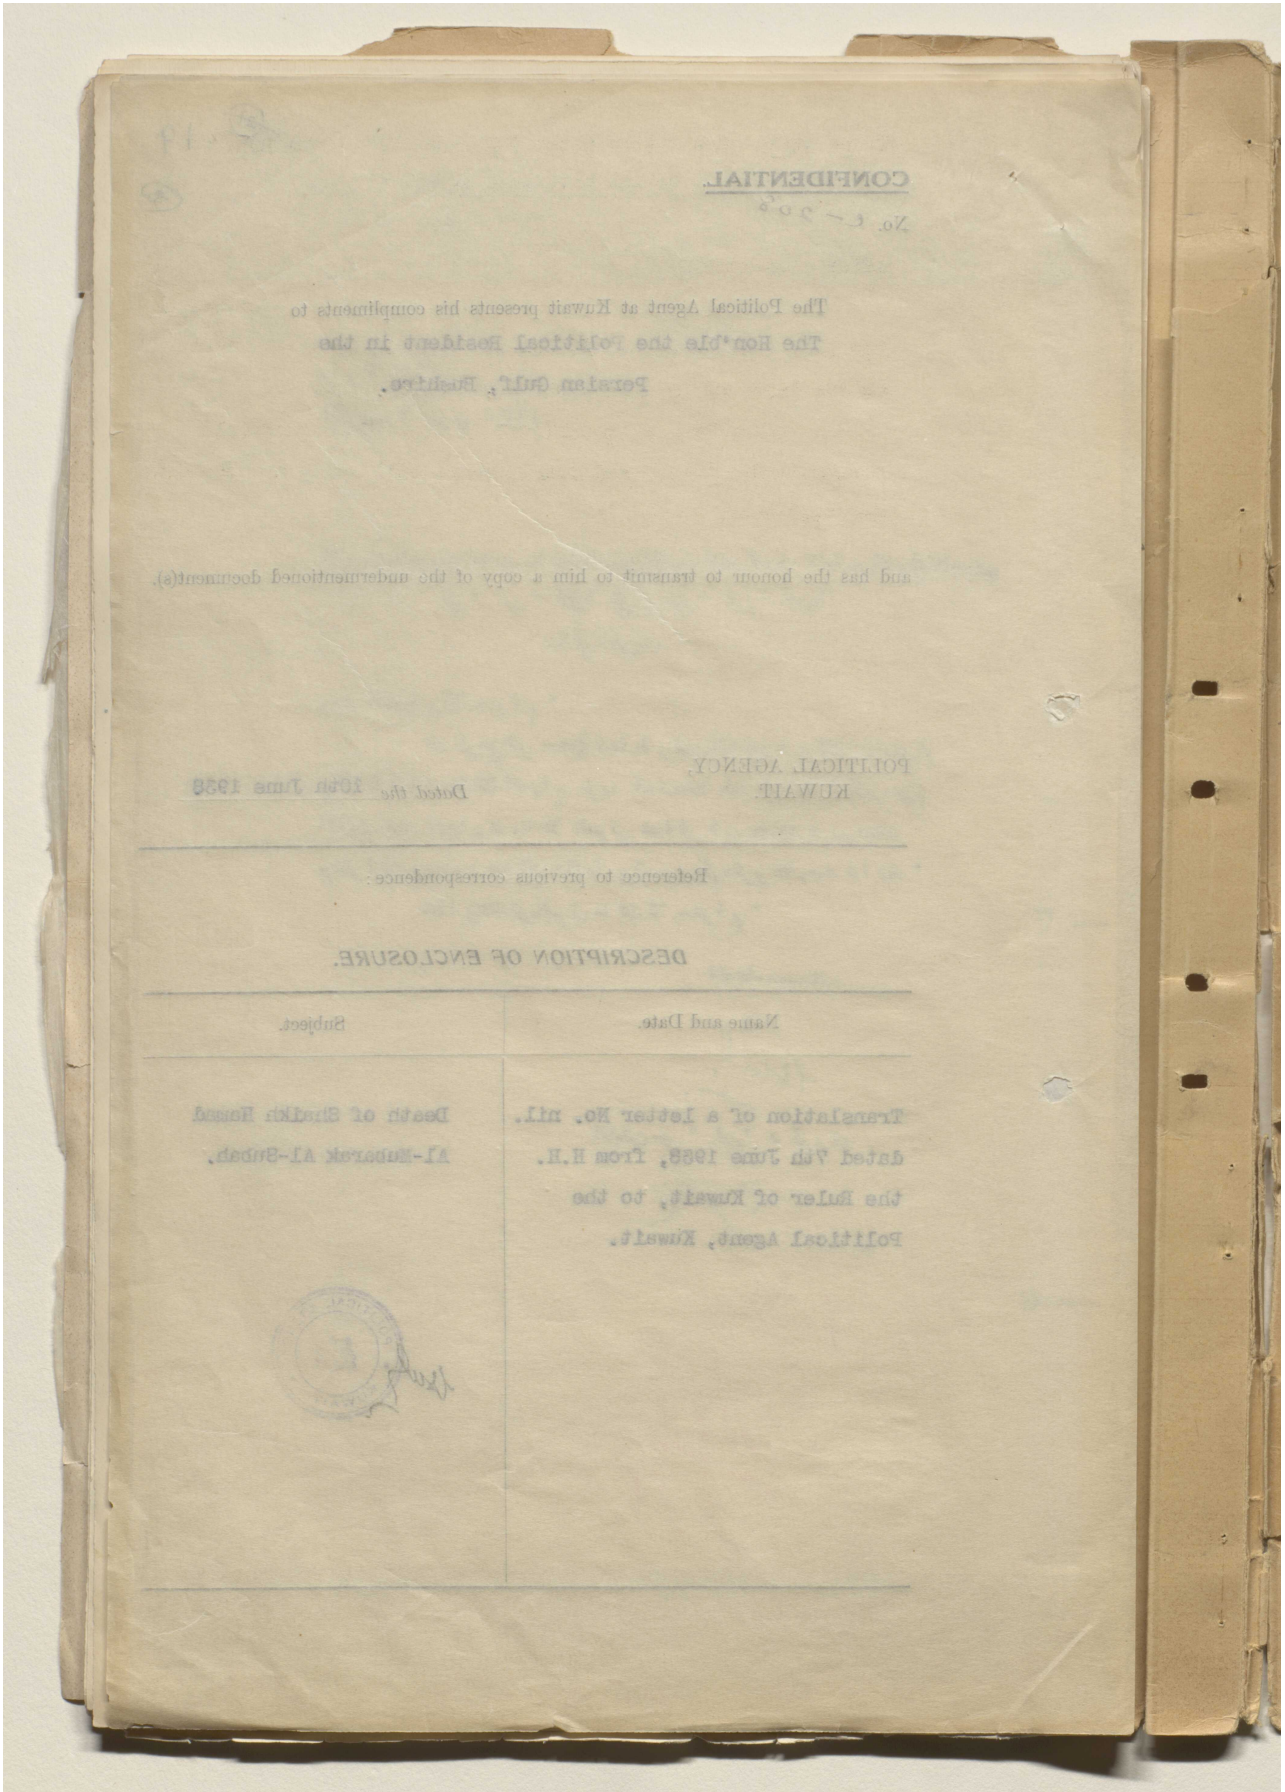 CONFIDENTIAL.
No. C-208
The Political Agent at Kuwait presents his compliments to
The Hon'ble the Political Resident in the
Persian Gulf, Bushire.
and has the honour to transmit to him a copy of the undermentioned document(s).
POLITICAL AGENCY,
KUWAIT.
Dated the 10th June 1938
Reference to previous correspondence:
DESCRIPTION OF ENCLOSURE.
Name and Date. Subject.
Translation of a letter No. nil. Death of Shaikh Hamad
dated 7th June 1938, from H.H. Al-Mubarak Al-Subah.
the Ruler of Kuwait, to the
Political Agent, Kuwait.